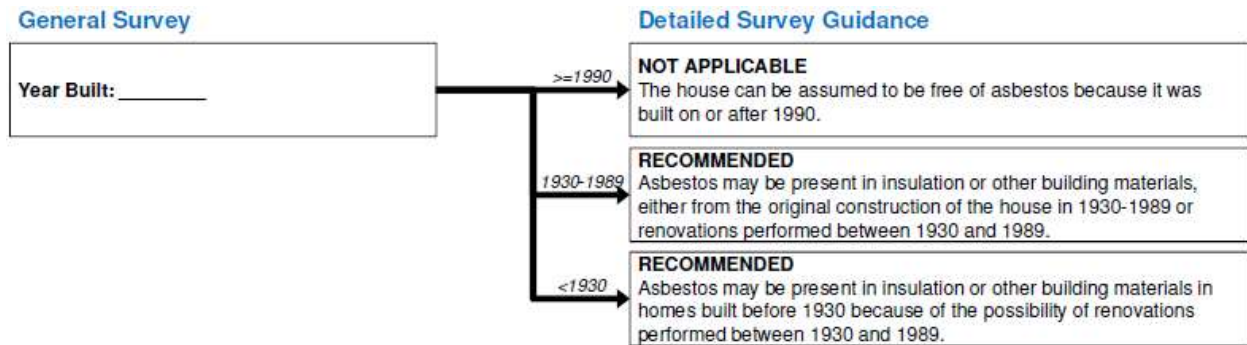 General Survey
Detailed Survey Guidance
Year Built: ________
>=1990
NOT APPLICABLE
The house can be assumed to be free of asbestos because it was
built on or after 1990.
1930-1989
RECOMMENDED
Asbestos may be present in insulation or other building materials,
either from the original construction of the house in 1930-1989 or
renovations performed between 1930 and 1989.
<1930
RECOMMENDED
Asbestos may be present in insulation or other building materials in
homes built before 1930 because of the possibility of renovations
performed between 1930 and 1989.